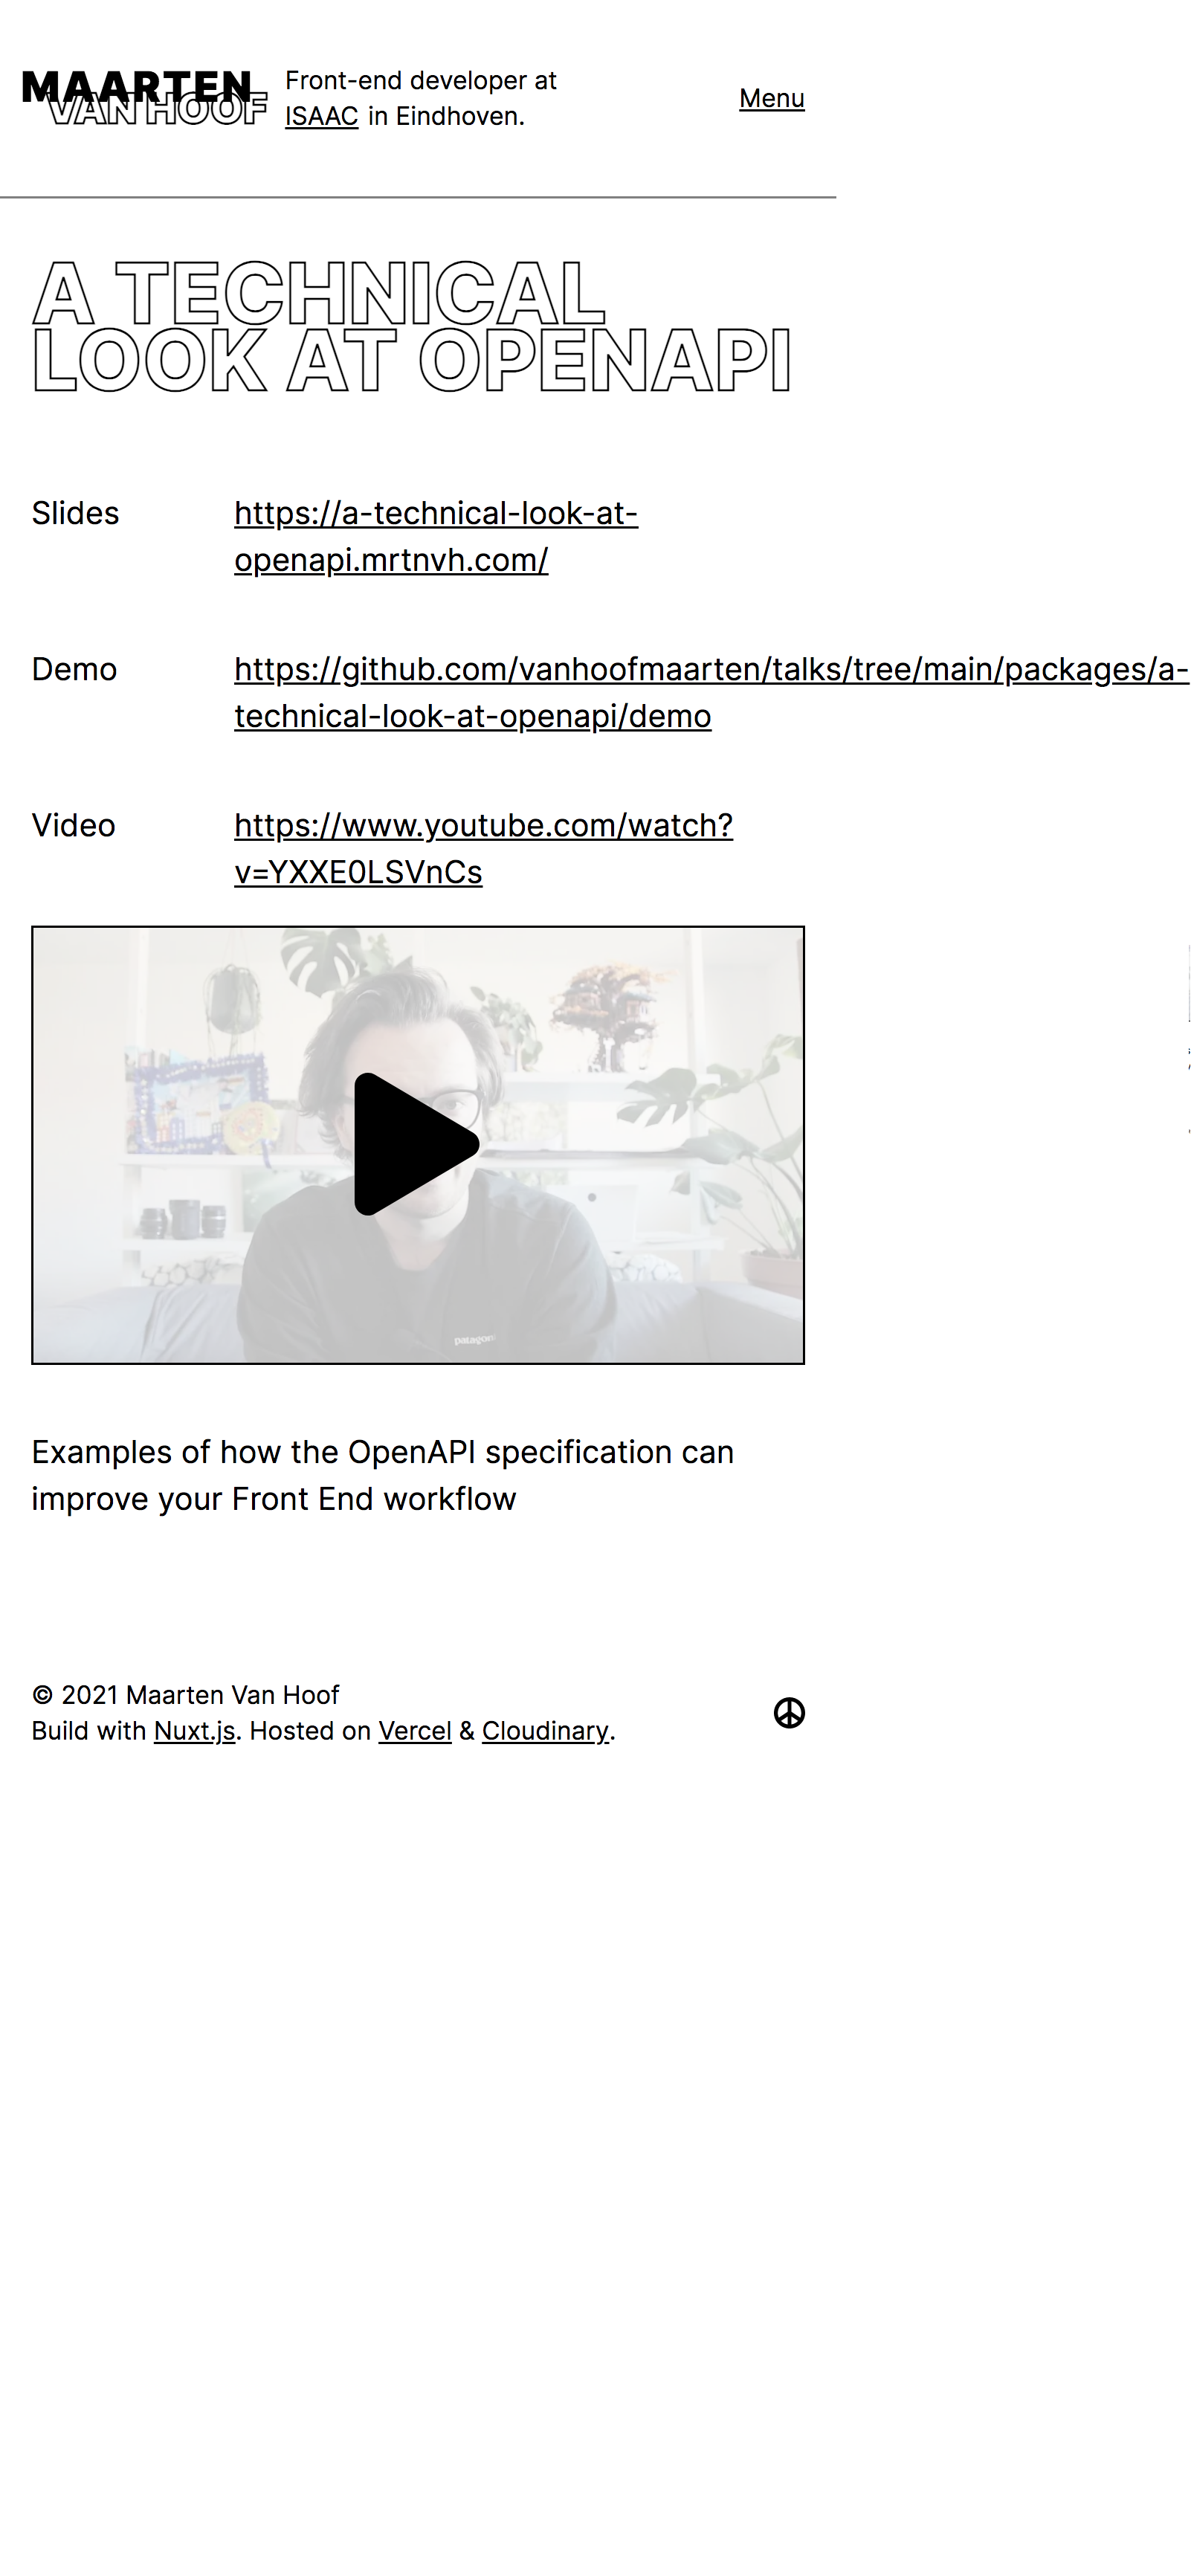 MAARTEN
VAN HOOF
Front-end developer at
ISAAC in Eindhoven.
Menu
A TECHNICAL
LOOK AT OPENAPI
Slides
https://a-technical-look-at-
openapi.mrtnvh.com/
Demo
https://github.com/vanhoofmaarten/talks/tree/main/packages/a-
technical-look-at-openapi/demo
Video
https://www.youtube.com/watch?
v=YXXE0LSVnCs
patagonia
Examples of how the OpenAPI specification can
improve your Front End workflow
© 2021 Maarten Van Hoof
Build with Nuxt.js. Hosted on Vercel & Cloudinary.